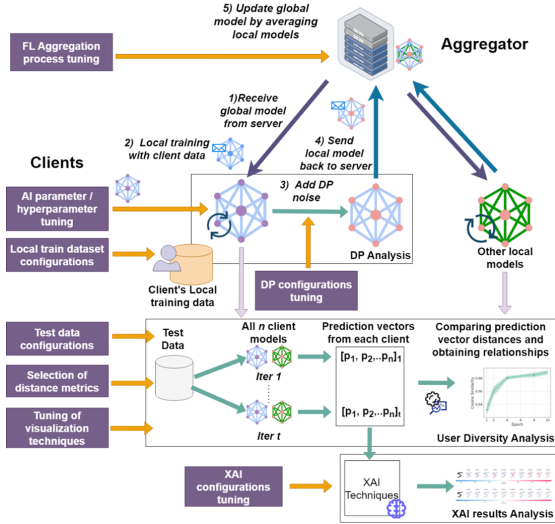 5) Update global
model by averaging
local models
FL Aggregation
process tuning
Aggregator
1)Receive
global model
from server
2) Local training
with client data
4) Send
local model
back to server
Clients
3) Add DP
noise
AI parameter /
hyperparameter
tuning
Local train dataset
configurations
DP Analysis
Other local
models
Client's Local
training data
DP configurations
tuning
Test data
configurations
Test
Data
All n client
models
Prediction vectors
from each client
Comparing prediction
vector distances and
obtaining relationships
[p1, p2,..pn]1
Iter 1
Selection of
distance metrics
Cosine Similarity
Epoch
[p1, p2,..pn]t
Iter t
Tuning of
visualization
techniques
User Diversity Analysis
XAI
configurations
tuning
XAI
Techniques
XAI results Analysis